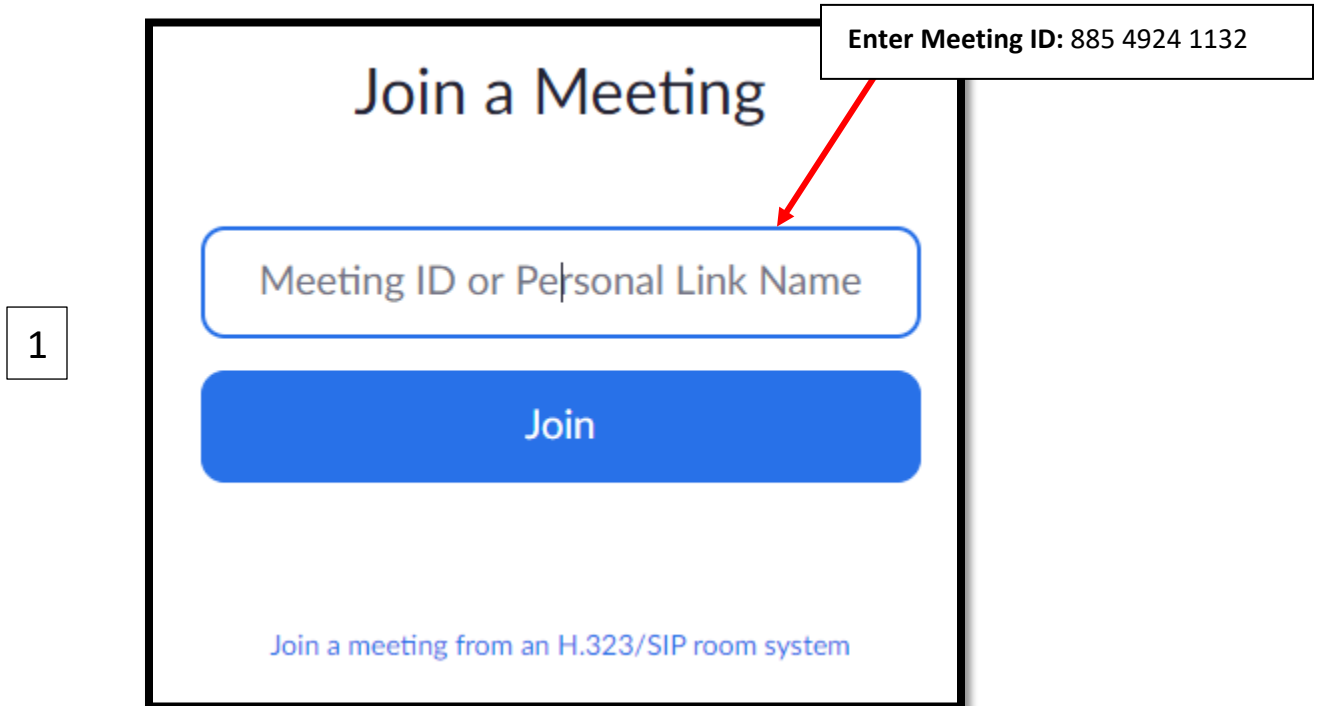 Enter Meeting ID: 885 4924 1132
Join a Meeting
Meeting ID or Personal Link Name
1
Join
Join a meeting from an H.323/SIP room system